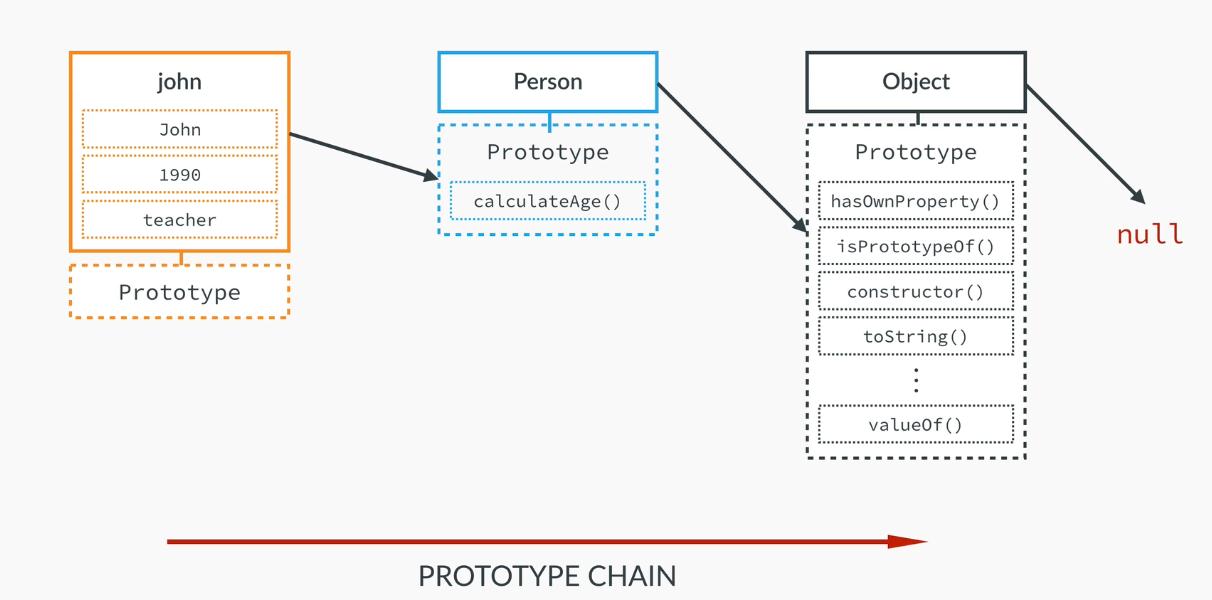 john
John
1990
teacher
Prototype
Person
Prototype
calculateAge()
Object
Prototype
hasOwnProperty()
isPrototypeOf()
constructor()
toString()
valueOf()
null
PROTOTYPE CHAIN